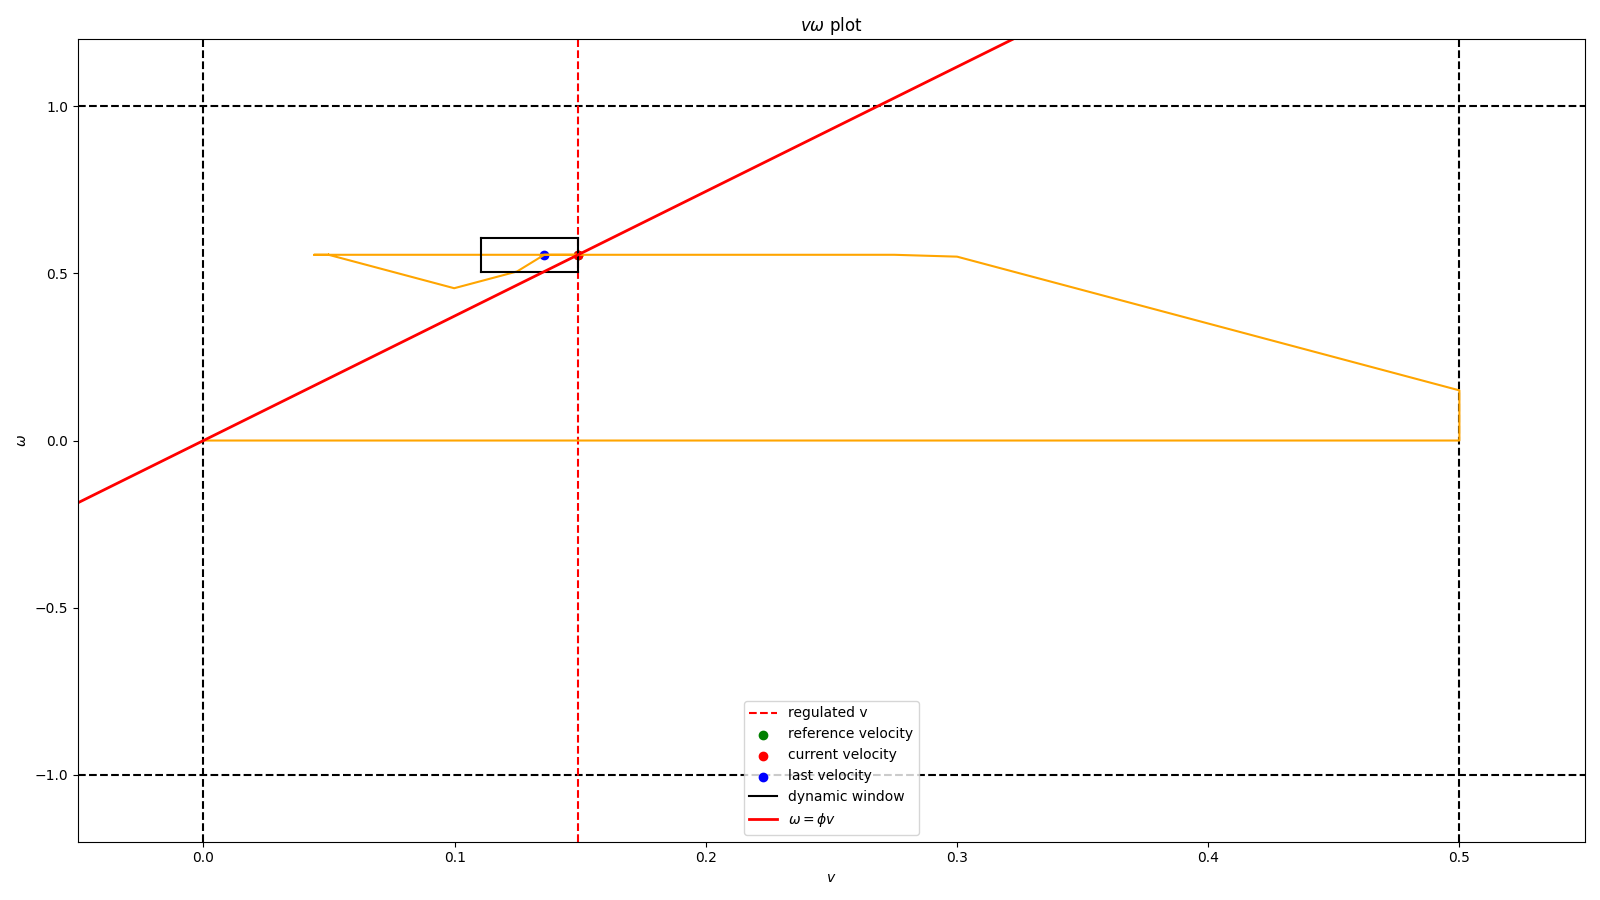 vω plot
1.0
0.5
0.0
−0.5
−1.0
ω
regulated v
reference velocity
current velocity
last velocity
dynamic window
ω = ϕv
0.0 0.1 0.2 0.3 0.4 0.5
v